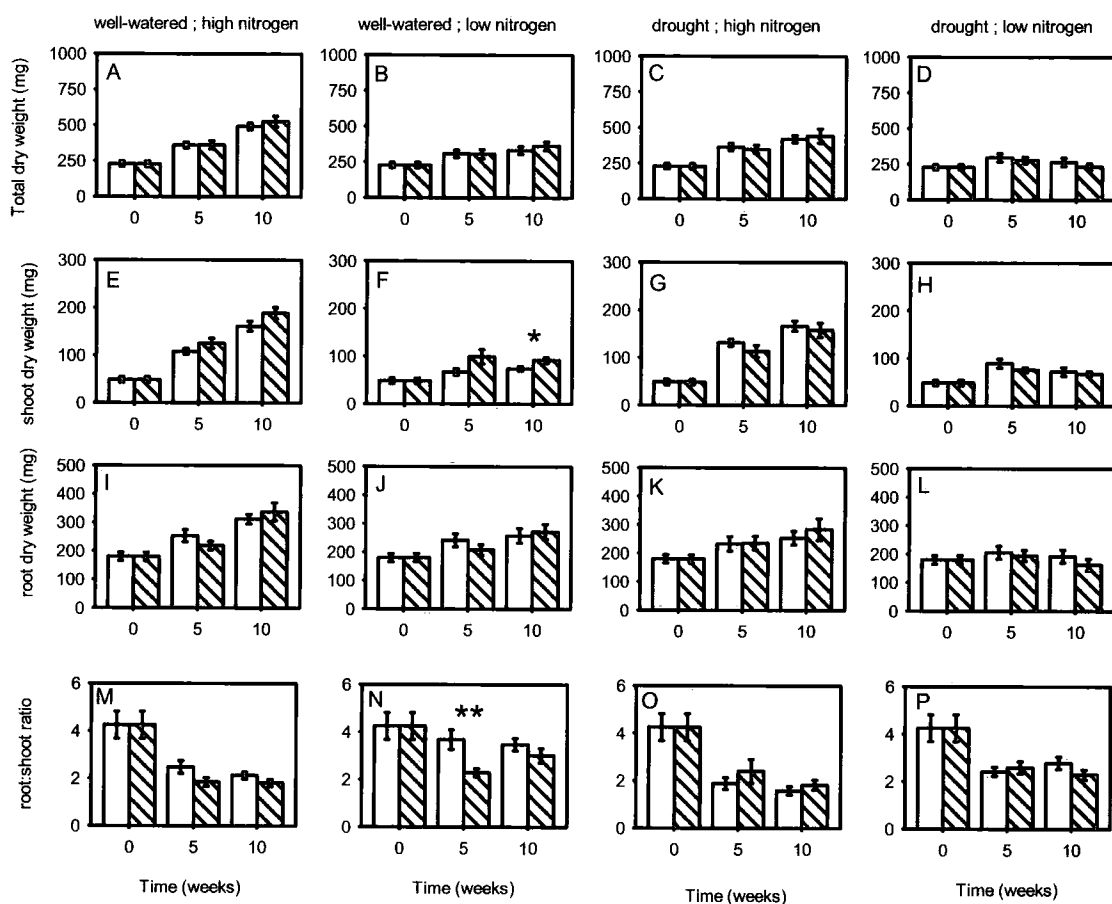 well-watered ; high nitrogen
well-watered ; low nitrogen
drought ; high nitrogen
drought ; low nitrogen
Total dry weight (mg)
1000
750
500
250
0
A
0 5 10
1000
750
500
250
0
B
0 5 10
1000
750
500
250
0
C
0 5 10
1000
750
500
250
0
D
0 5 10
shoot dry weight (mg)
300
200
100
0
E
0 5 10
300
200
100
0
F
*
0 5 10
300
200
100
0
G
0 5 10
300
200
100
0
H
0 5 10
root dry weight (mg)
500
400
300
200
100
0
I
0 5 10
500
400
300
200
100
0
J
0 5 10
500
400
300
200
100
0
K
0 5 10
500
400
300
200
100
0
L
0 5 10
root:shoot ratio
6
4
2
0
M
0 5 10
Time (weeks)
6
4
2
0
N
**
0 5 10
Time (weeks)
6
4
2
0
O
0 5 10
Time (weeks)
6
4
2
0
P
0 5 10
Time (weeks)